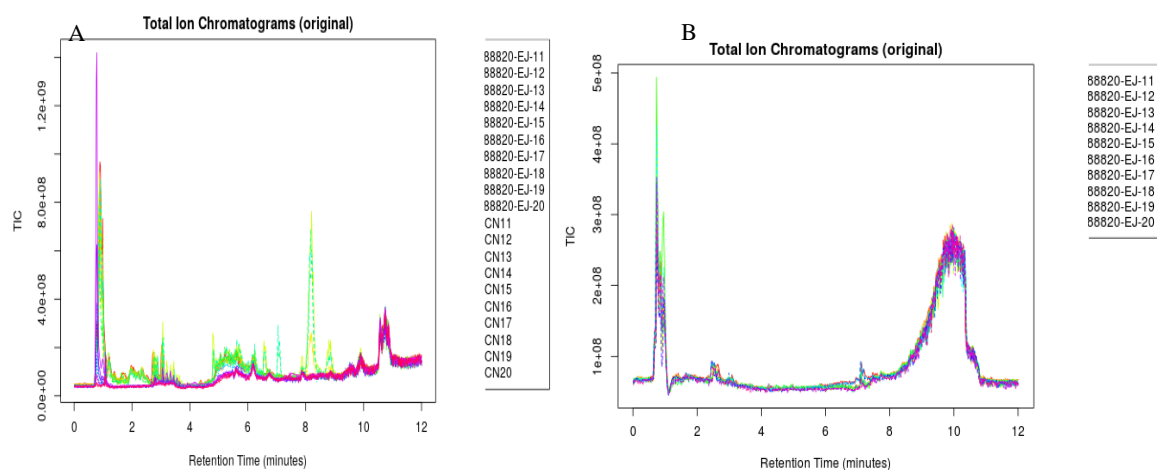 A
Total Ion Chromatograms (original)
TIC
0.0e+00
4.0e+08
8.0e+08
1.2e+09
0 2 4 6 8 10 12
Retention Time (minutes)
88820-EJ-11
88820-EJ-12
88820-EJ-13
88820-EJ-14
88820-EJ-15
88820-EJ-16
88820-EJ-17
88820-EJ-18
88820-EJ-19
88820-EJ-20
CN11
CN12
CN13
CN14
CN15
CN16
CN17
CN18
CN19
CN20
B
Total Ion Chromatograms (original)
TIC
1e+08
2e+08
3e+08
4e+08
5e+08
0 2 4 6 8 10 12
Retention Time (minutes)
88820-EJ-11
88820-EJ-12
88820-EJ-13
88820-EJ-14
88820-EJ-15
88820-EJ-16
88820-EJ-17
88820-EJ-18
88820-EJ-19
88820-EJ-20